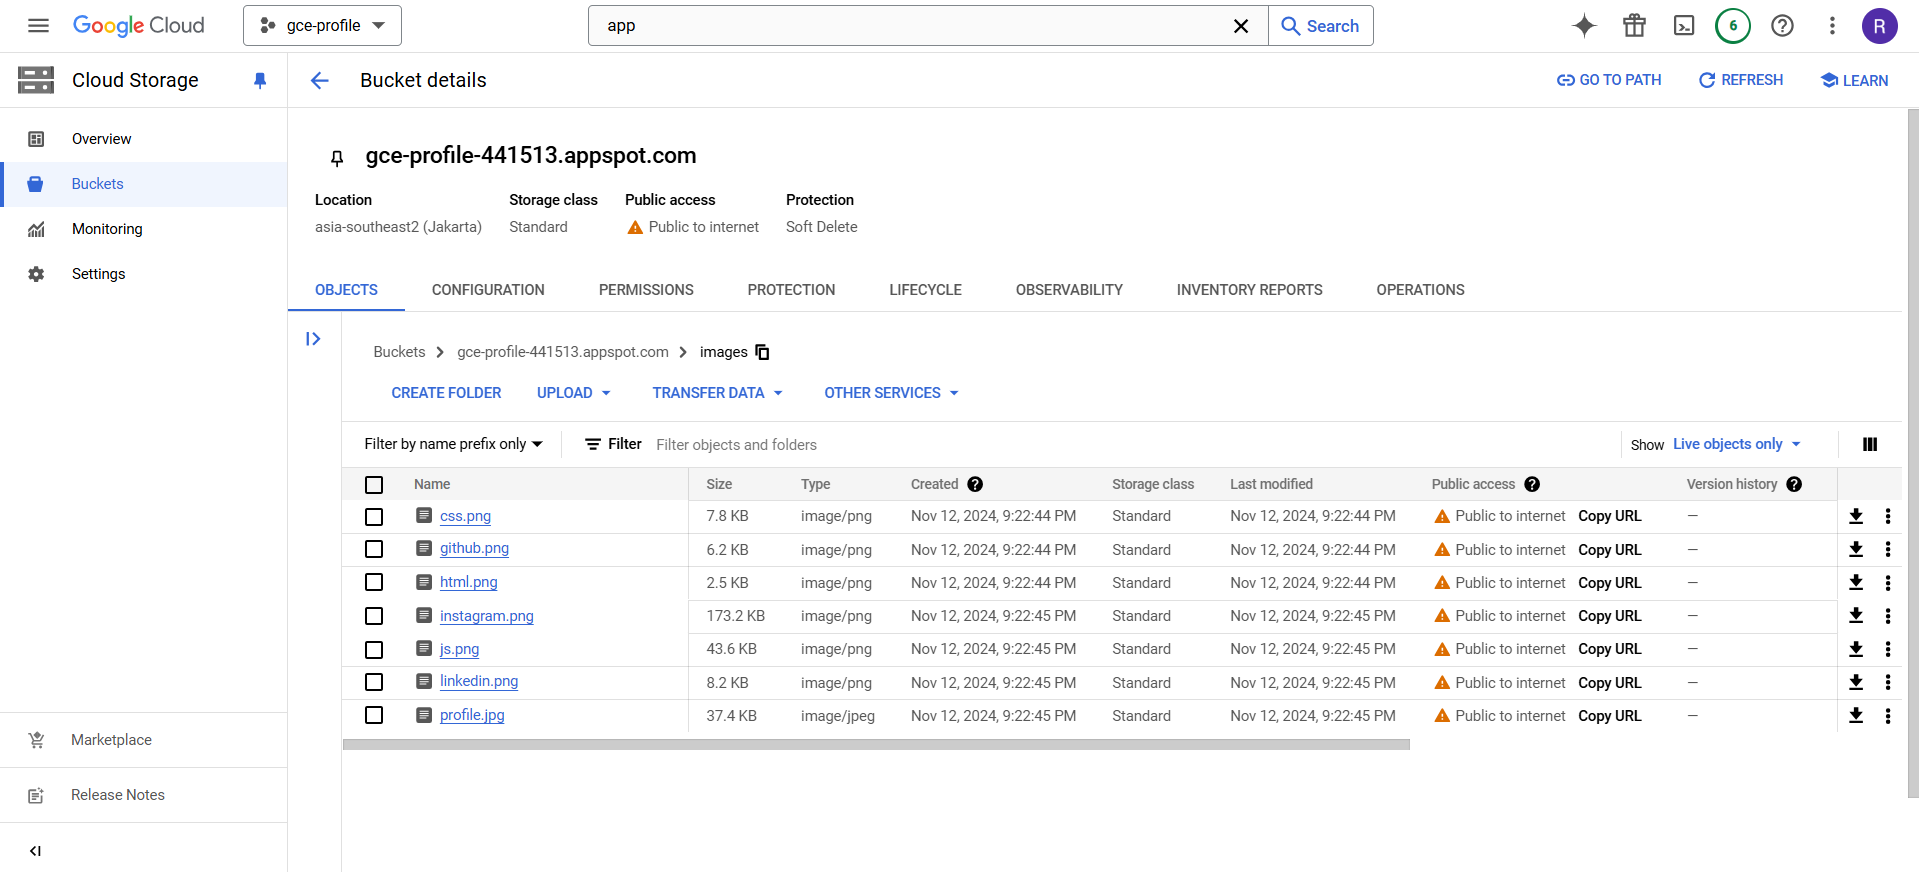 Google Cloud
gce-profile
app
Search
6
R
Cloud Storage
Bucket details
GO TO PATH
REFRESH
LEARN
Overview
Buckets
Monitoring
Settings
Marketplace
Release Notes
gce-profile-441513.appspot.com
Location Storage class Public access Protection
asia-southeast2 (Jakarta) Standard Public to internet Soft Delete
OBJECTS CONFIGURATION PERMISSIONS PROTECTION LIFECYCLE OBSERVABILITY INVENTORY REPORTS OPERATIONS
Buckets gce-profile-441513.appspot.com images
CREATE FOLDER UPLOAD TRANSFER DATA OTHER SERVICES
Filter by name prefix only Filter Filter objects and folders Show Live objects only
Name Size Type Created Storage class Last modified Public access Version history
css.png 7.8 KB image/png Nov 12, 2024, 9:22:44 PM Standard Nov 12, 2024, 9:22:44 PM Public to internet Copy URL —
github.png 6.2 KB image/png Nov 12, 2024, 9:22:44 PM Standard Nov 12, 2024, 9:22:44 PM Public to internet Copy URL —
html.png 2.5 KB image/png Nov 12, 2024, 9:22:44 PM Standard Nov 12, 2024, 9:22:44 PM Public to internet Copy URL —
instagram.png 173.2 KB image/png Nov 12, 2024, 9:22:45 PM Standard Nov 12, 2024, 9:22:45 PM Public to internet Copy URL —
js.png 43.6 KB image/png Nov 12, 2024, 9:22:45 PM Standard Nov 12, 2024, 9:22:45 PM Public to internet Copy URL —
linkedin.png 8.2 KB image/png Nov 12, 2024, 9:22:45 PM Standard Nov 12, 2024, 9:22:45 PM Public to internet Copy URL —
profile.jpg 37.4 KB image/jpeg Nov 12, 2024, 9:22:45 PM Standard Nov 12, 2024, 9:22:45 PM Public to internet Copy URL —